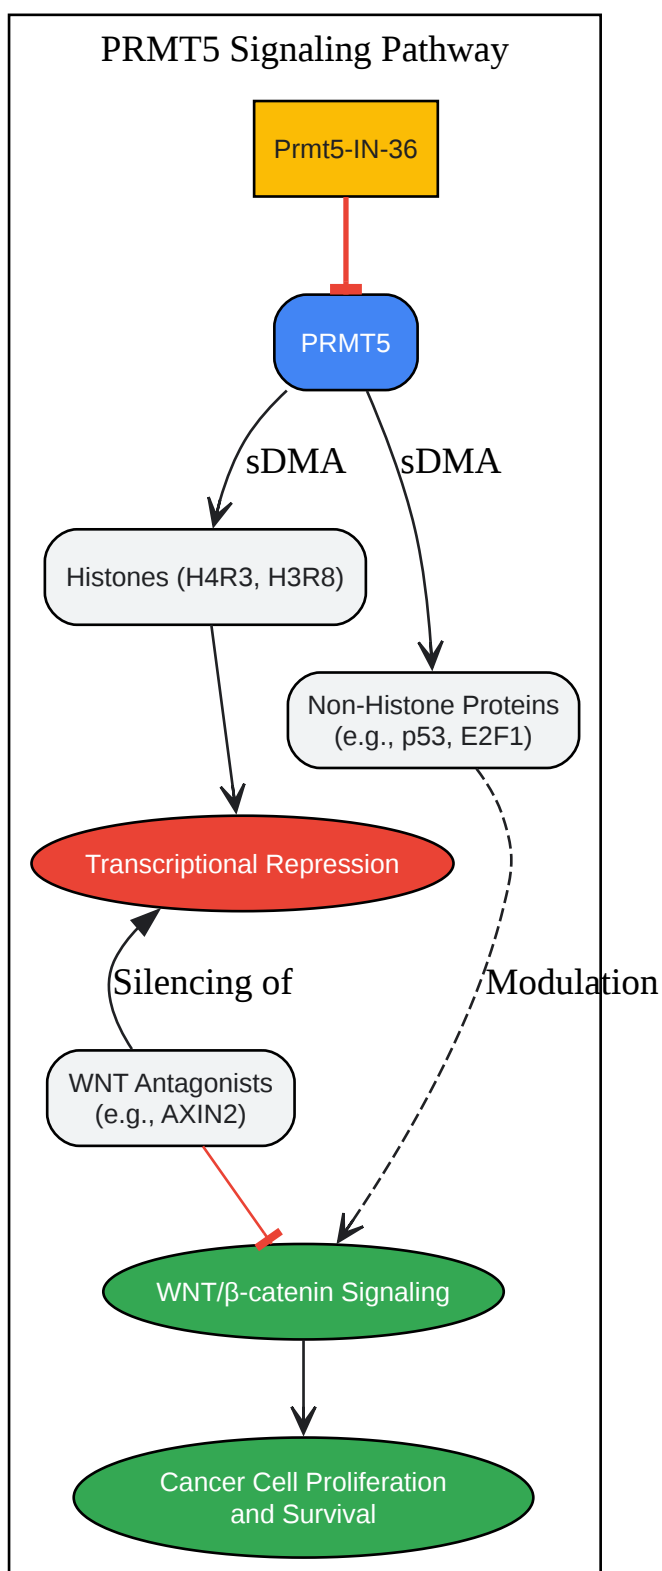 PRMT5 Signaling Pathway
Prmt5-IN-36
PRMT5
sDMA
sDMA
Histones (H4R3, H3R8)
Non-Histone Proteins
(e.g., p53, E2F1)
Transcriptional Repression
Silencing of
Modulation
WNT Antagonists
(e.g., AXIN2)
WNT/β-catenin Signaling
Cancer Cell Proliferation
and Survival